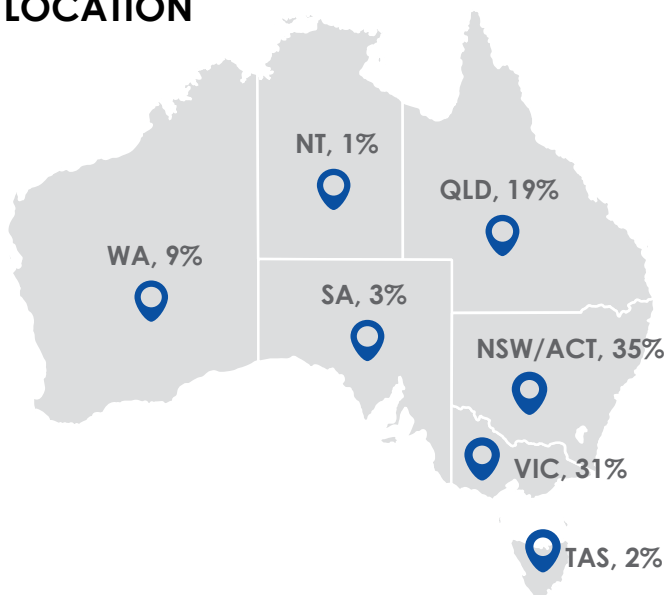 LOCATION
NT, 1%
QLD, 19%
WA, 9%
SA, 3%
NSW/ACT, 35%
VIC, 31%
TAS, 2%